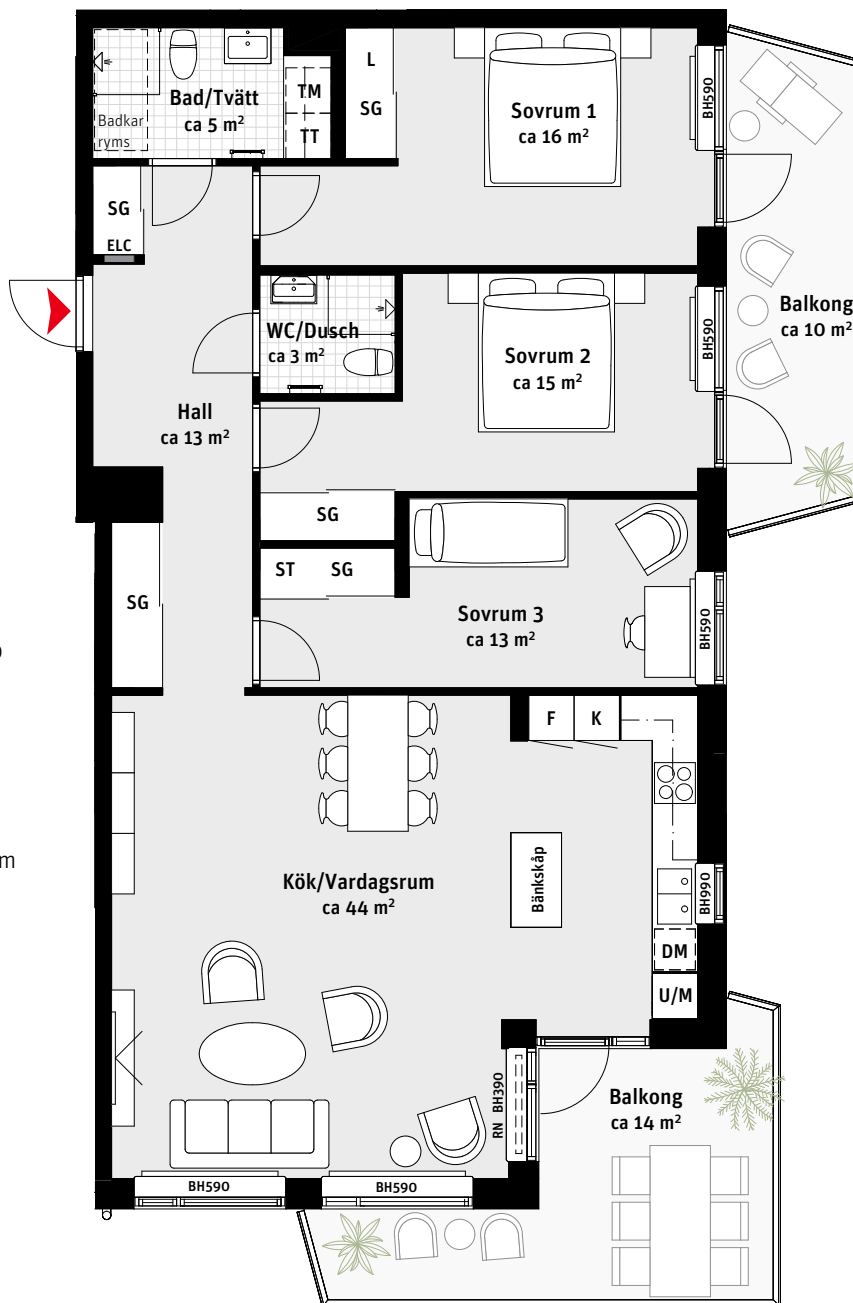 L
SG
Sovrum 1
ca 16 m²
BH590
Bad/Tvätt
ca 5 m²
TM
TT
Badkar
ryms
SG
ELC
WC/Dusch
ca 3 m²
Sovrum 2
ca 15 m²
BH590
Balkong
ca 10 m²
Hall
ca 13 m²
SG
ST SG
SG
Sovrum 3
ca 13 m²
BH590
F
K
Kök/Vardagsrum
ca 44 m²
Bänkskåp
BH990
DM
U/M
m
RN BH390
Balkong
ca 14 m²
BH590
BH590